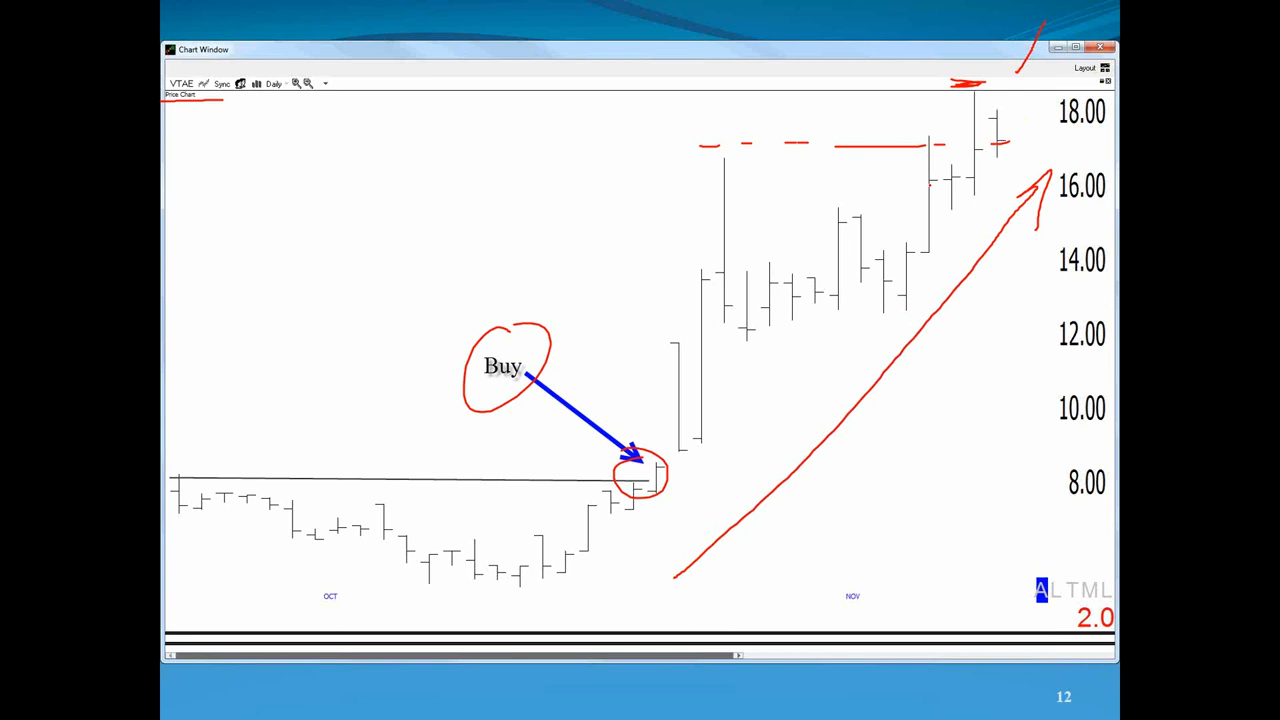 Chart Window
Layout
VTAE Sync Daily
Price Chart
18.00
16.00
14.00
12.00
Buy
10.00
8.00
OCT NOV
ALTML
2.0
12